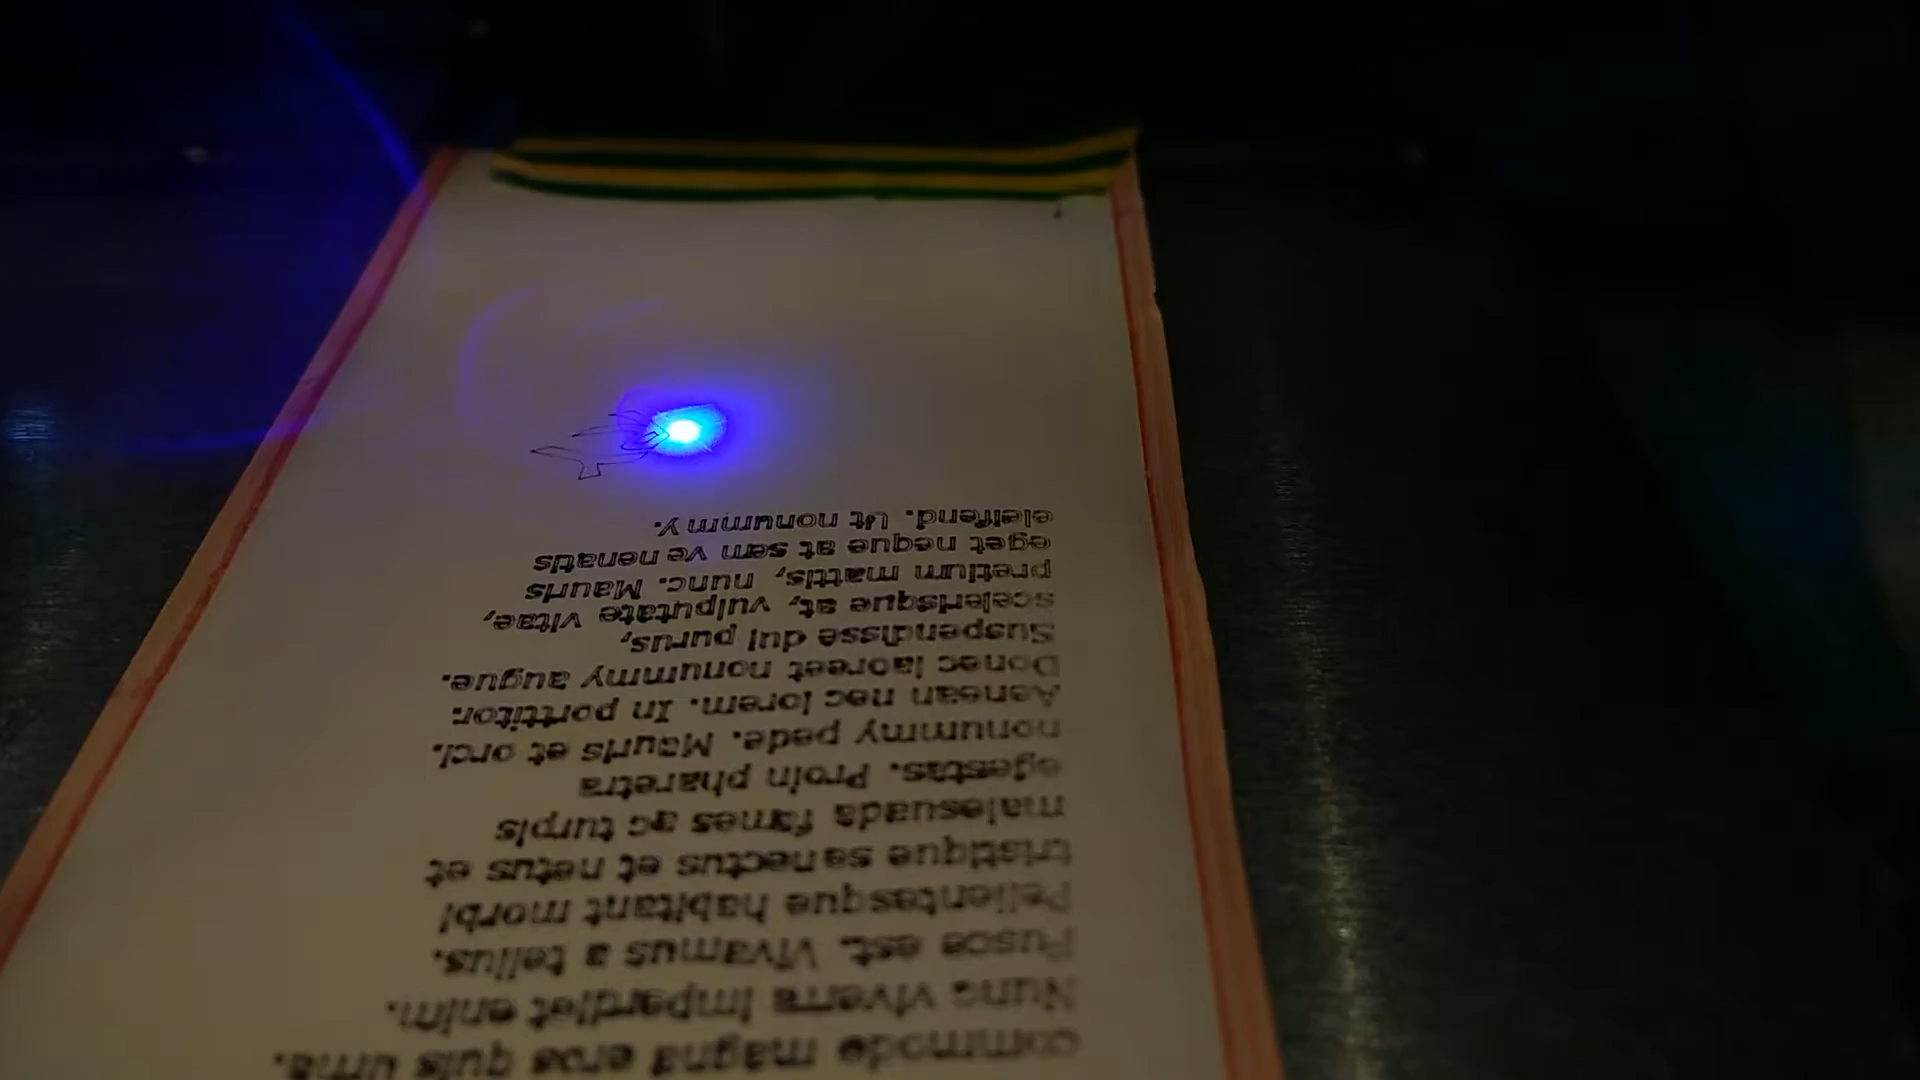 commodo magna eros quis urna.
Nunc viverra imperdiet enim.
Fusce est. Vivamus a tellus.
Pellentesque habitant morbi
tristique senectus et netus et
malesuada fames ac turpis
egestas. Proin pharetra
nonummy pede. Mauris et orci.
Aenean nec lorem. In porttitor.
Donec laoreet nonummy augue.
Suspendisse dui purus,
scelerisque at, vulputate vitae,
pretium mattis, nunc. Mauris
eget neque at sem venenatis
eleifend. Ut nonummy.